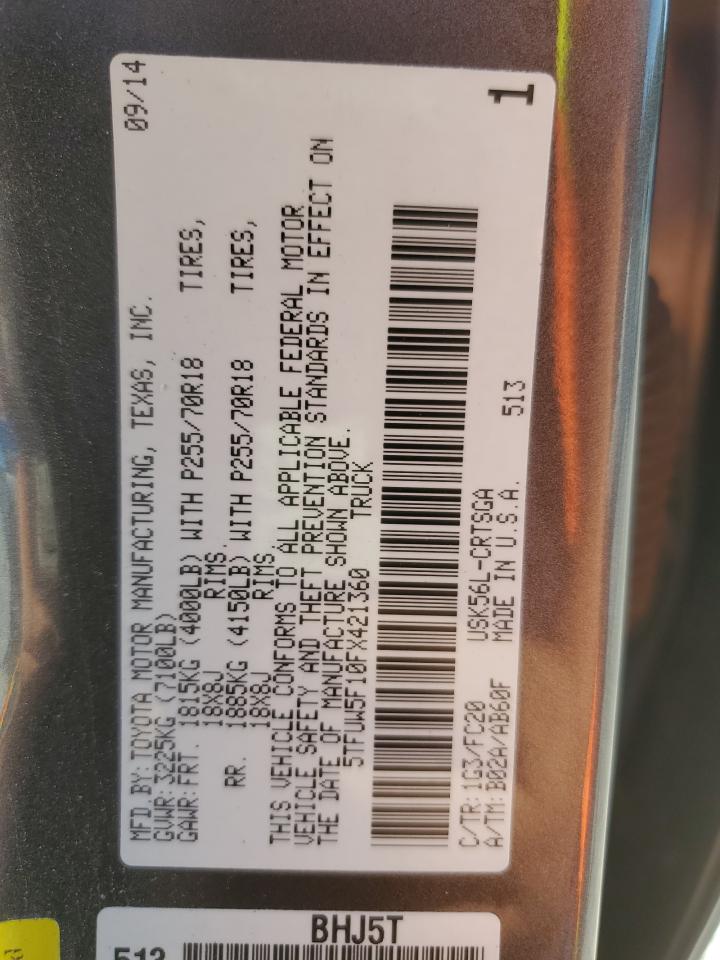 MFD.BY:TOYOTA MOTOR MANUFACTURING, TEXAS, INC. 09/14
GVWR:3225KG (7100LB)
GAWR:FRT. 1815KG (4000LB) WITH P255/70R18 TIRES,
18X8J RIMS,
RR. 1885KG (4150LB) WITH P255/70R18 TIRES,
18X8J RIMS
THIS VEHICLE CONFORMS TO ALL APPLICABLE FEDERAL MOTOR
VEHICLE SAFETY AND THEFT PREVENTION STANDARDS IN EFFECT ON
THE DATE OF MANUFACTURE SHOWN ABOVE.
5TFUW5F10FX421360 TRUCK
C/TR:1G3/FC20 USK56L-CRTSGA
A/TM:B02A/AB60F MADE IN U.S.A. 513
1
BHJ5T
513